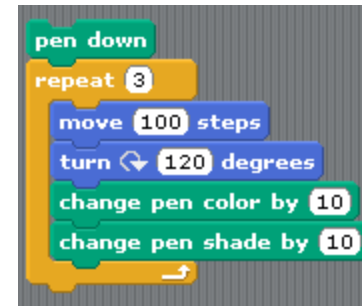 pen down
repeat 3
move 100 steps
turn 120 degrees
change pen color by 10
change pen shade by 10